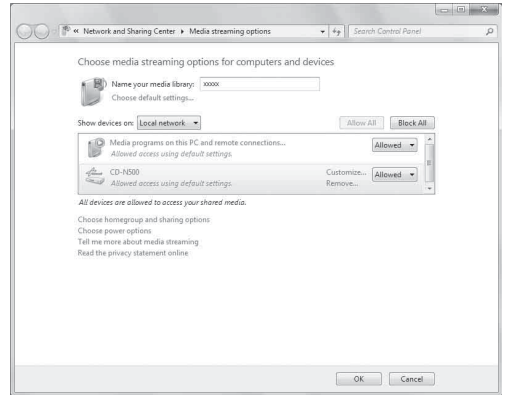 « Network and Sharing Center ▸ Media streaming options
Search Control Panel
Choose media streaming options for computers and devices
Name your media library: xxxxx
Choose default settings...
Show devices on: Local network
Allow All Block All
Media programs on this PC and remote connections... Allowed
Allowed access using default settings.
CD-N500 Customize... Allowed
Allowed access using default settings. Remove...
All devices are allowed to access your shared media.
Choose homegroup and sharing options
Choose power options
Tell me more about media streaming
Read the privacy statement online
OK Cancel